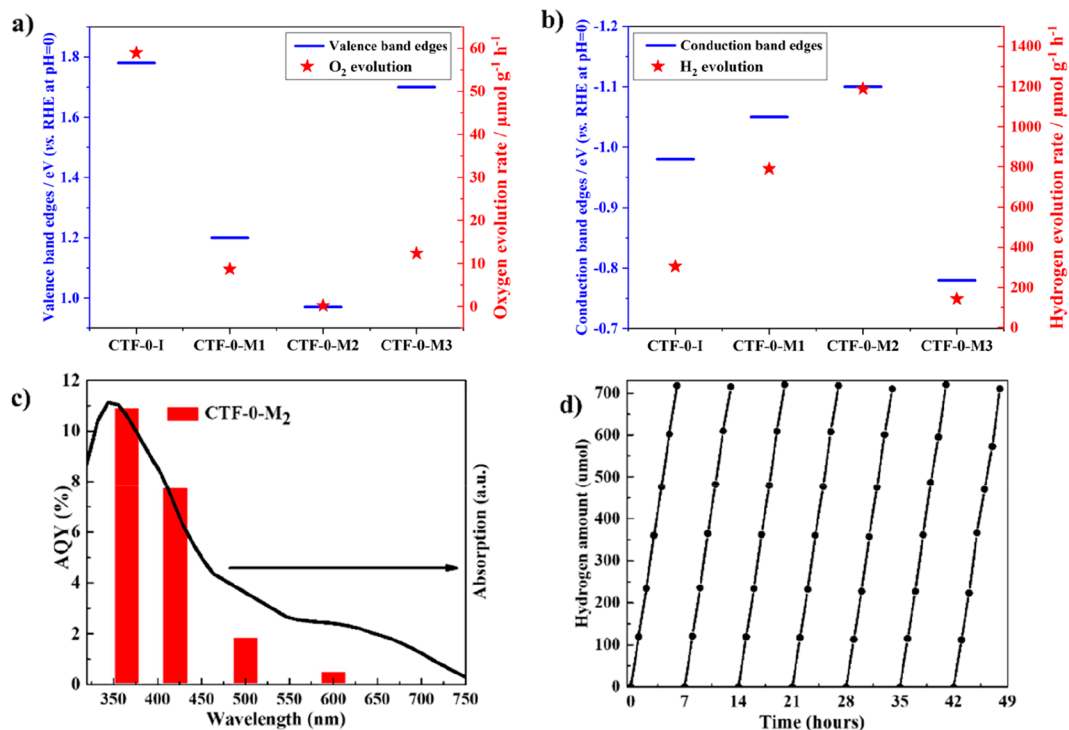 a)
Valence band edges / eV (vs. RHE at pH=0)
1.8
1.6
1.4
1.2
1.0
Valence band edges
O₂ evolution
60
50
40
30
20
10
0
Oxygen evolution rate / μmol g⁻¹ h⁻¹
CTF-0-I CTF-0-M1 CTF-0-M2 CTF-0-M3
b)
Conduction band edges / eV (vs. RHE at pH=0)
-1.2
-1.1
-1.0
-0.9
-0.8
-0.7
Conduction band edges
H₂ evolution
1400
1200
1000
800
600
400
200
0
Hydrogen evolution rate / μmol g⁻¹ h⁻¹
CTF-0-I CTF-0-M1 CTF-0-M2 CTF-0-M3
c)
AQY (%)
12
10
8
6
4
2
0
CTF-0-M₂
Absorption (a.u.)
350 400 450 500 550 600 650 700 750
Wavelength (nm)
d)
Hydrogen amount (umol)
700
600
500
400
300
200
100
0
0 7 14 21 28 35 42 49
Time (hours)